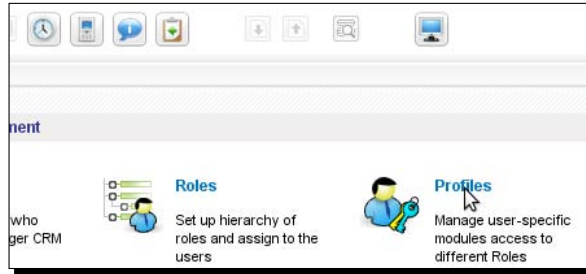 ment
Roles
Set up hierarchy of
roles and assign to the
users
Profiles
Manage user-specific
modules access to
different Roles
who
ger CRM